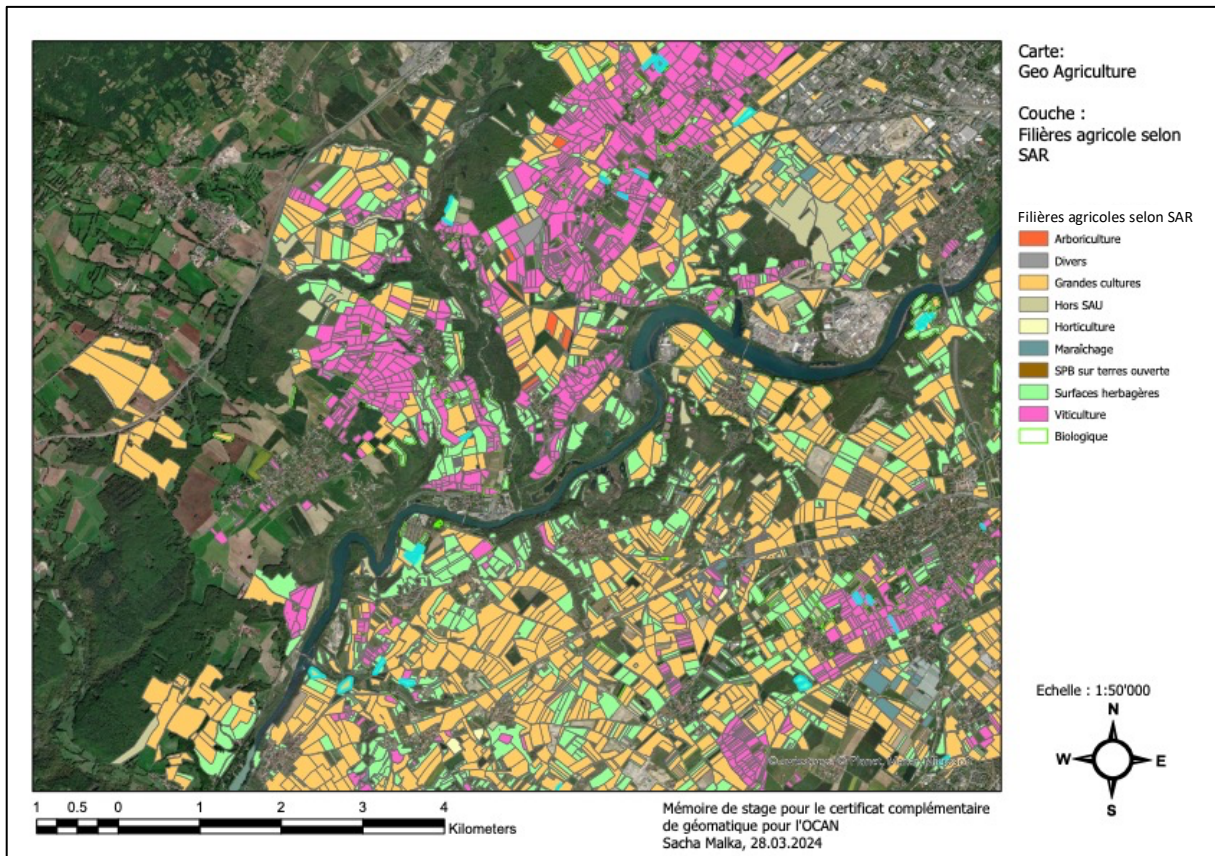 Carte:
Geo Agriculture
Couche :
Filières agricole selon
SAR
Filières agricoles selon SAR
Arboriculture
Divers
Grandes cultures
Hors SAU
Horticulture
Maraîchage
SPB sur terres ouverte
Surfaces herbagères
Viticulture
Biologique
Echelle : 1:50'000
N
W E
S
1 0.5 0 1 2 3 4
Kilometers
Mémoire de stage pour le certificat complémentaire
de géomatique pour l'OCAN
Sacha Malka, 28.03.2024